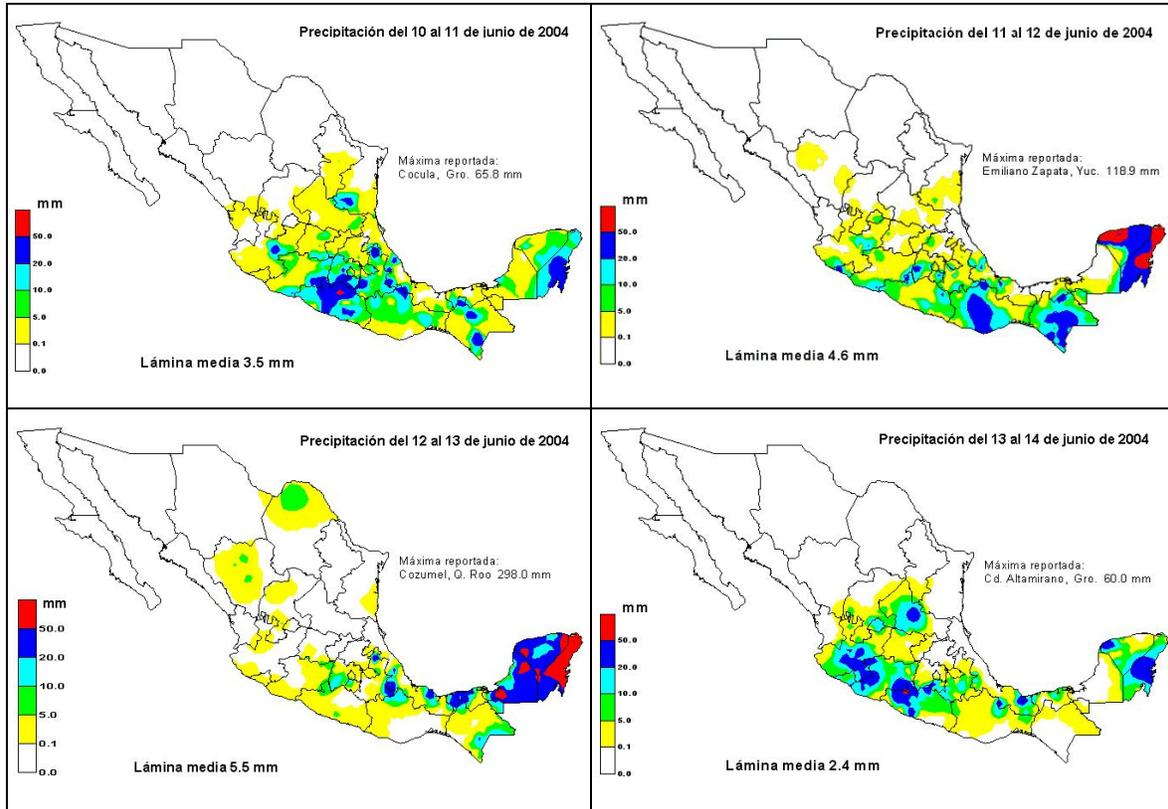 Precipitación del 10 al 11 de junio de 2004
Máxima reportada:
Cocula, Gro. 65.8 mm
mm
50.0
20.0
10.0
5.0
0.1
0.0
Lámina media 3.5 mm
Precipitación del 11 al 12 de junio de 2004
Máxima reportada:
Emiliano Zapata, Yuc. 118.9 mm
mm
50.0
20.0
10.0
5.0
0.1
0.0
Lámina media 4.6 mm
Precipitación del 12 al 13 de junio de 2004
Máxima reportada:
Cozumel, Q. Roo 298.0 mm
mm
50.0
20.0
10.0
5.0
0.1
0.0
Lámina media 5.5 mm
Precipitación del 13 al 14 de junio de 2004
Máxima reportada:
Cd. Altamirano, Gro. 60.0 mm
mm
50.0
20.0
10.0
5.0
0.1
0.0
Lámina media 2.4 mm